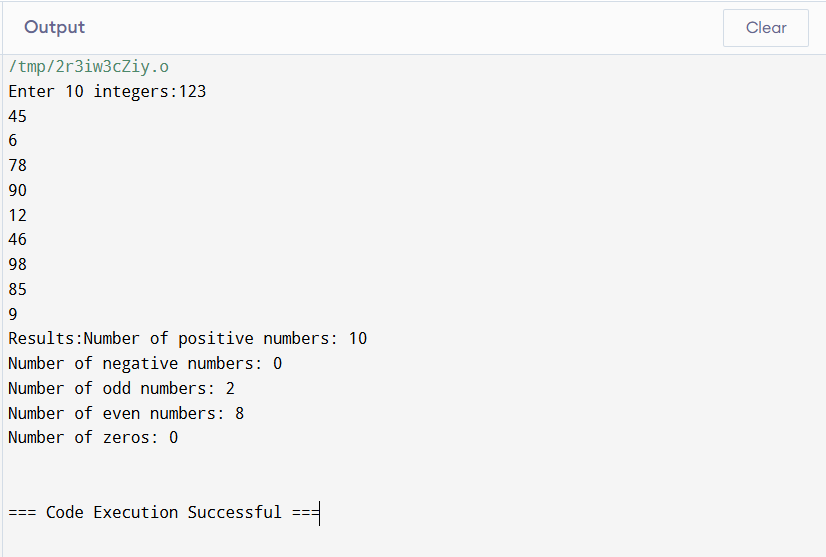 Output
Clear
/tmp/2r3iw3cZiy.o
Enter 10 integers:123
45
6
78
90
12
46
98
85
9
Results:Number of positive numbers: 10
Number of negative numbers: 0
Number of odd numbers: 2
Number of even numbers: 8
Number of zeros: 0
=== Code Execution Successful ===